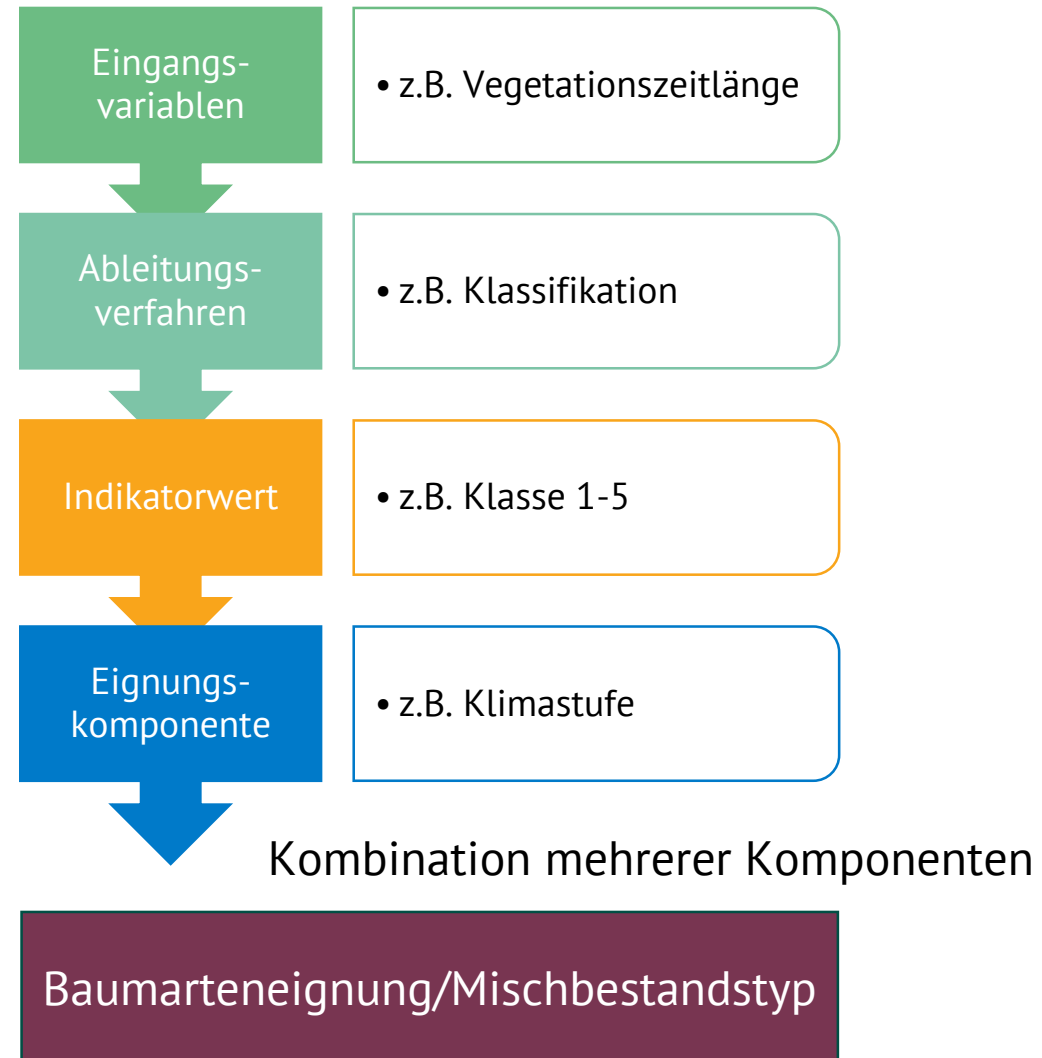 Eingangs-
variablen
• z.B. Vegetationszeitlänge
Ableitungs-
verfahren
• z.B. Klassifikation
Indikatorwert
• z.B. Klasse 1-5
Eignungs-
komponente
• z.B. Klimastufe
Kombination mehrerer Komponenten
Baumarteneignung/Mischbestandstyp